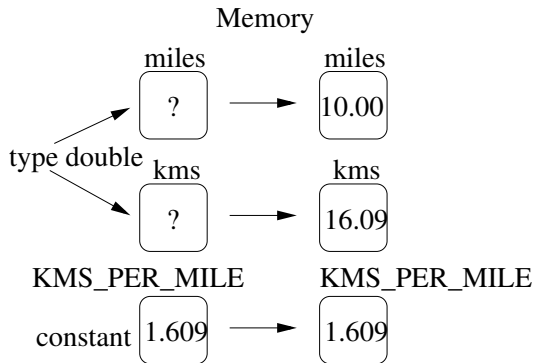 Memory
miles miles
? 10.00
type double
kms kms
? 16.09
KMS_PER_MILE KMS_PER_MILE
constant 1.609 1.609